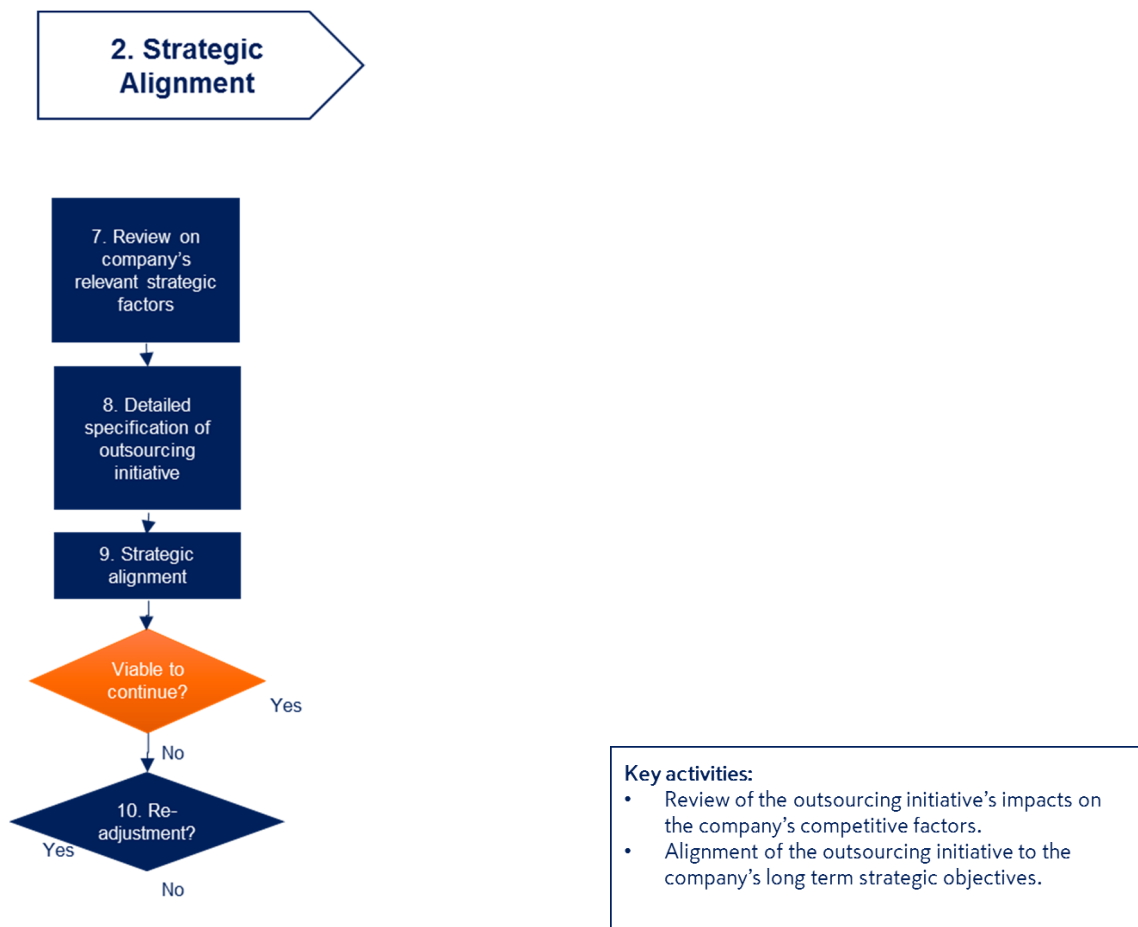 2. Strategic
Alignment
7. Review on
company's
relevant strategic
factors
8. Detailed
specification of
outsourcing
initiative
9. Strategic
alignment
Viable to
continue?
Yes
No
10. Re-
adjustment?
Yes
No
Key activities:
• Review of the outsourcing initiative's impacts on
the company's competitive factors.
• Alignment of the outsourcing initiative to the
company's long term strategic objectives.